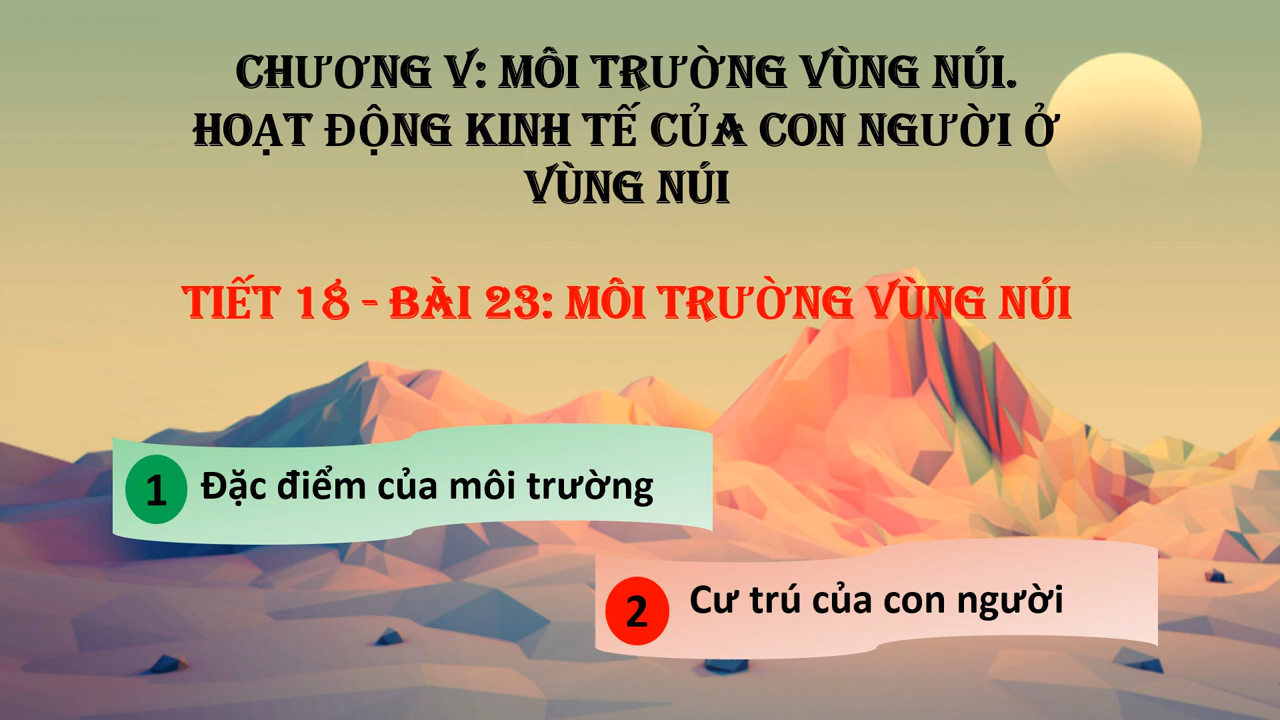 CHƯƠNG V: MÔI TRƯỜNG VÙNG NÚI.
HOẠT ĐỘNG KINH TẾ CỦA CON NGƯỜI Ở
VÙNG NÚI
TIẾT 18 - BÀI 23: MÔI TRƯỜNG VÙNG NÚI
1 Đặc điểm của môi trường
2 Cư trú của con người